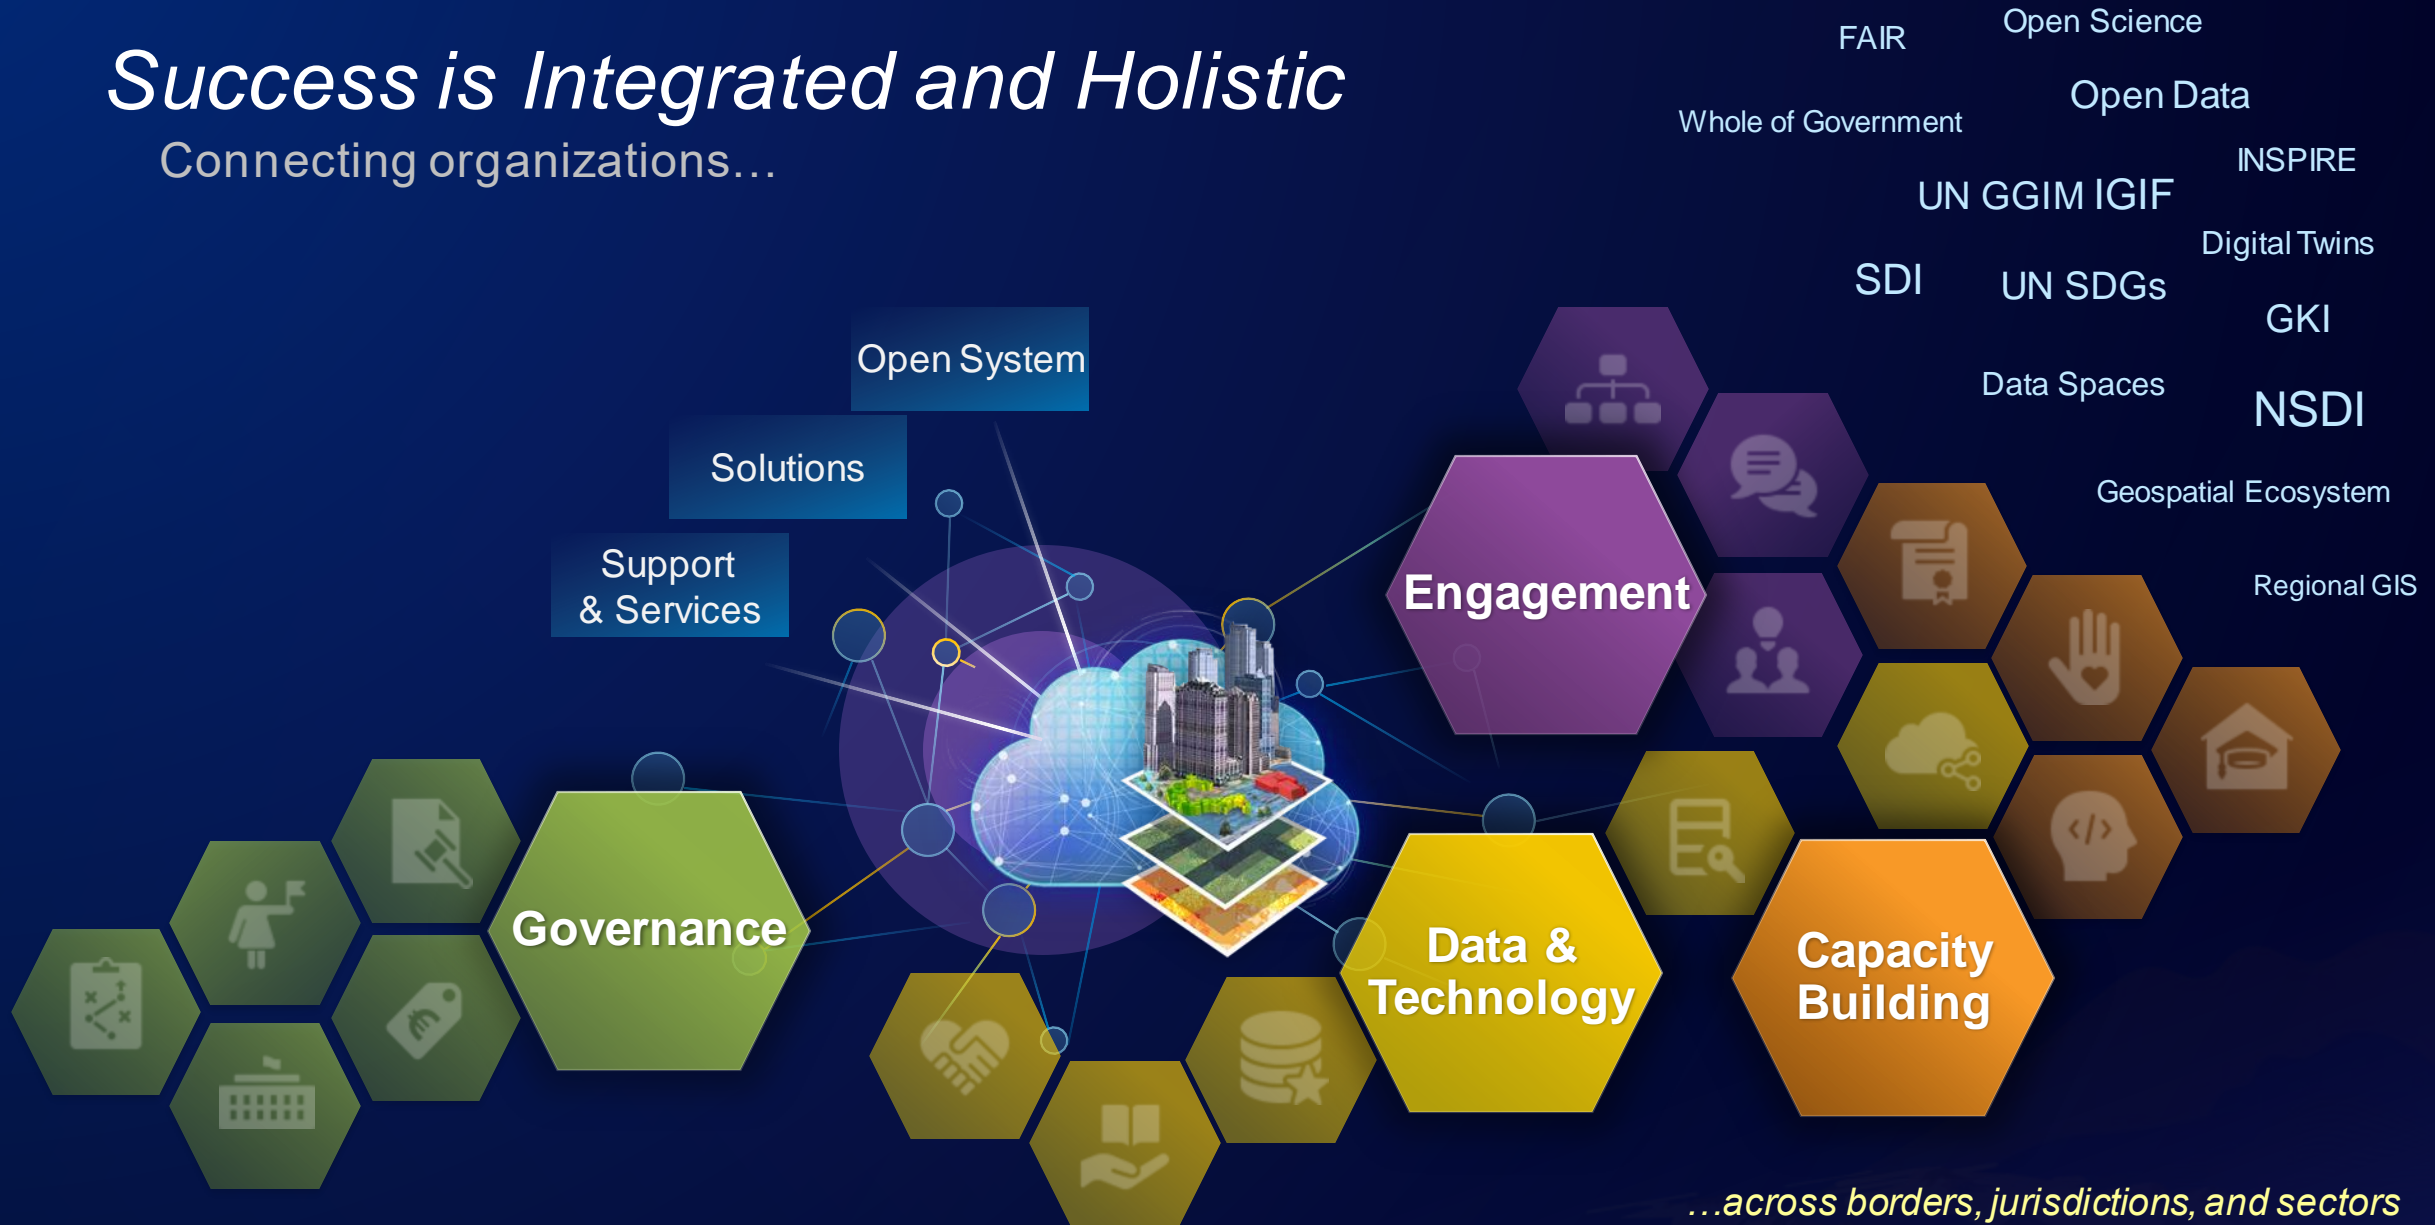 Success is Integrated and Holistic
Connecting organizations...
FAIR
Open Science
Whole of Government
Open Data
INSPIRE
UN GGIM IGIF
Digital Twins
SDI
UN SDGs
GKI
Data Spaces
NSDI
Geospatial Ecosystem
Regional GIS
Open System
Solutions
Support
& Services
Engagement
Governance
Data &
Technology
Capacity
Building
...across borders, jurisdictions, and sectors